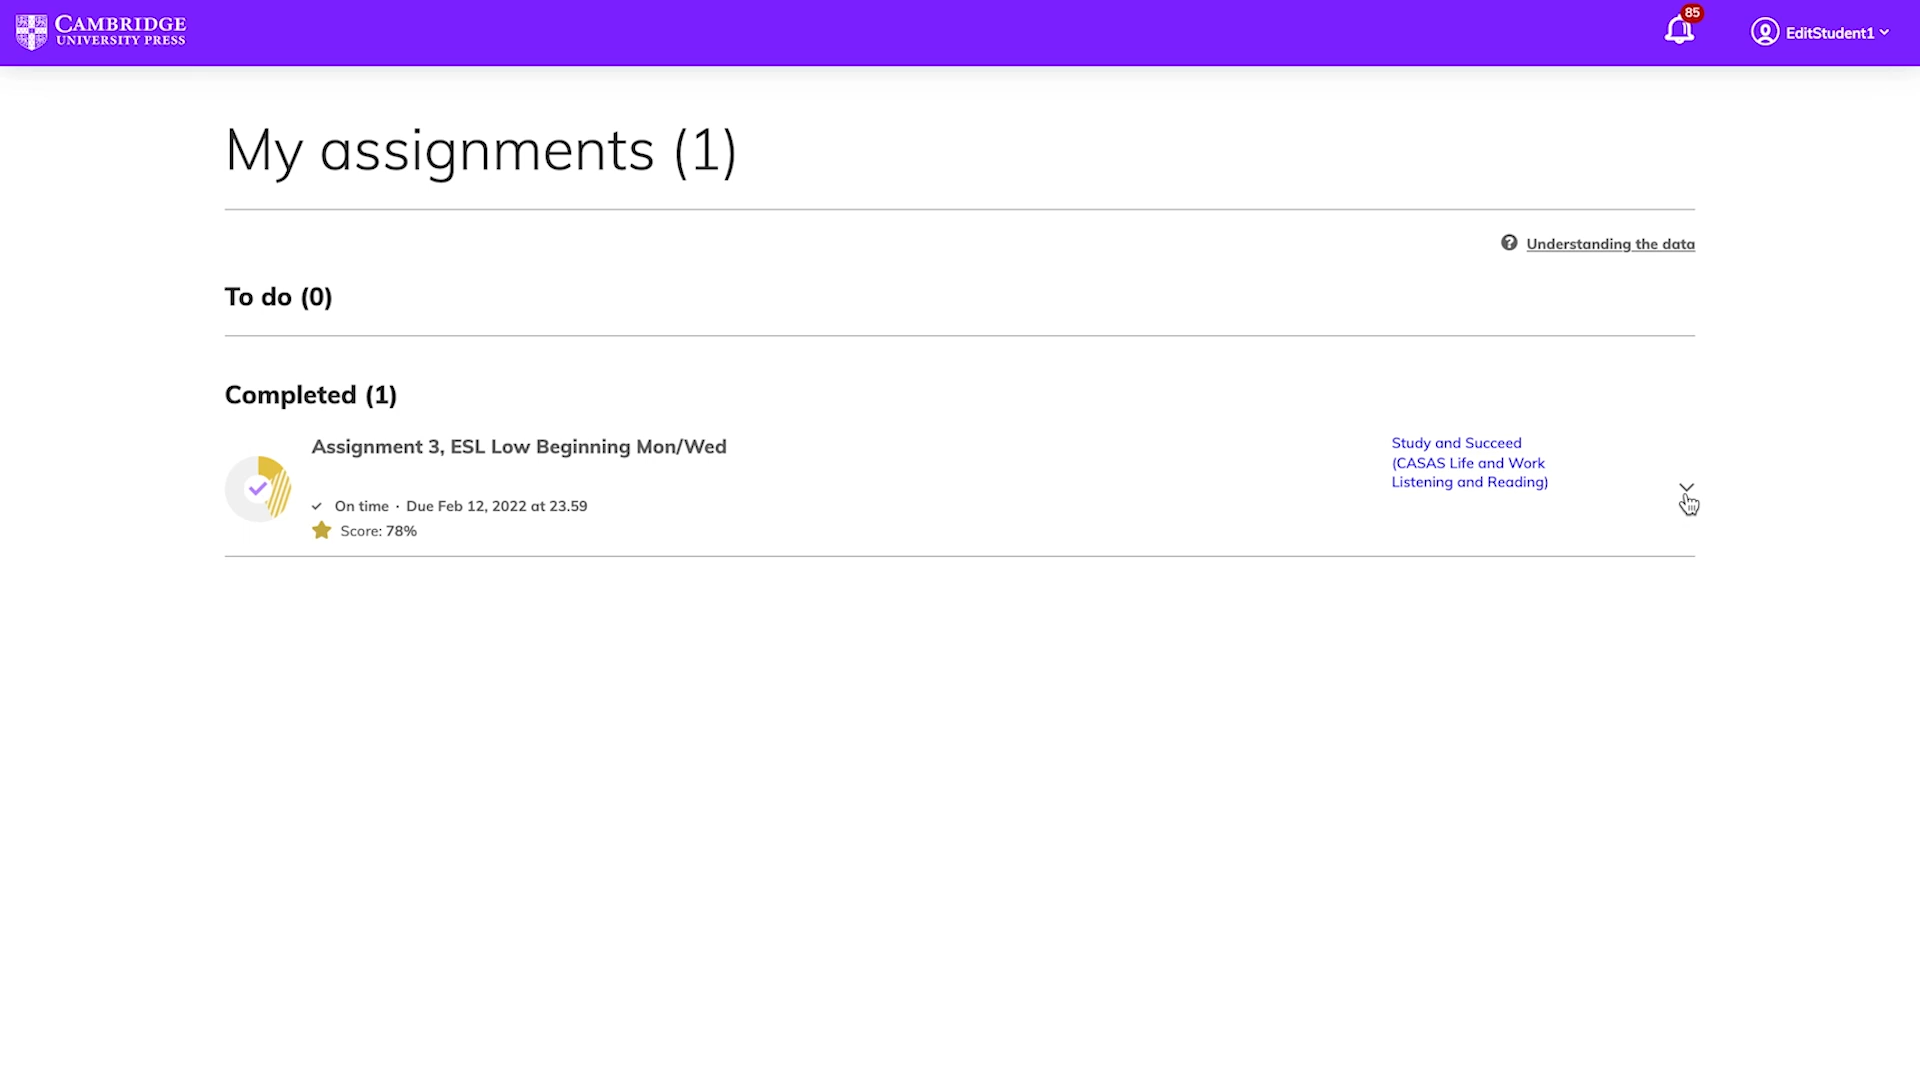 CAMBRIDGE
UNIVERSITY PRESS
85
EditStudent1
My assignments (1)
Understanding the data
To do (0)
Completed (1)
Assignment 3, ESL Low Beginning Mon/Wed
Study and Succeed
(CASAS Life and Work
Listening and Reading)
On time · Due Feb 12, 2022 at 23.59
Score: 78%